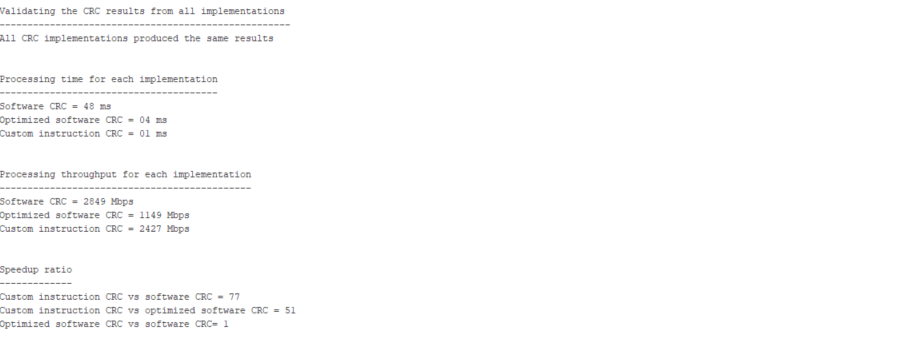 Validating the CRC results from all implementations
----------------------------------------------------
All CRC implementations produced the same results
Processing time for each implementation
---------------------------------------
Software CRC = 48 ms
Optimized software CRC = 04 ms
Custom instruction CRC = 01 ms
Processing throughput for each implementation
---------------------------------------------
Software CRC = 2849 Mbps
Optimized software CRC = 1149 Mbps
Custom instruction CRC = 2427 Mbps
Speedup ratio
-------------
Custom instruction CRC vs software CRC = 77
Custom instruction CRC vs optimized software CRC = 51
Optimized software CRC vs software CRC= 1